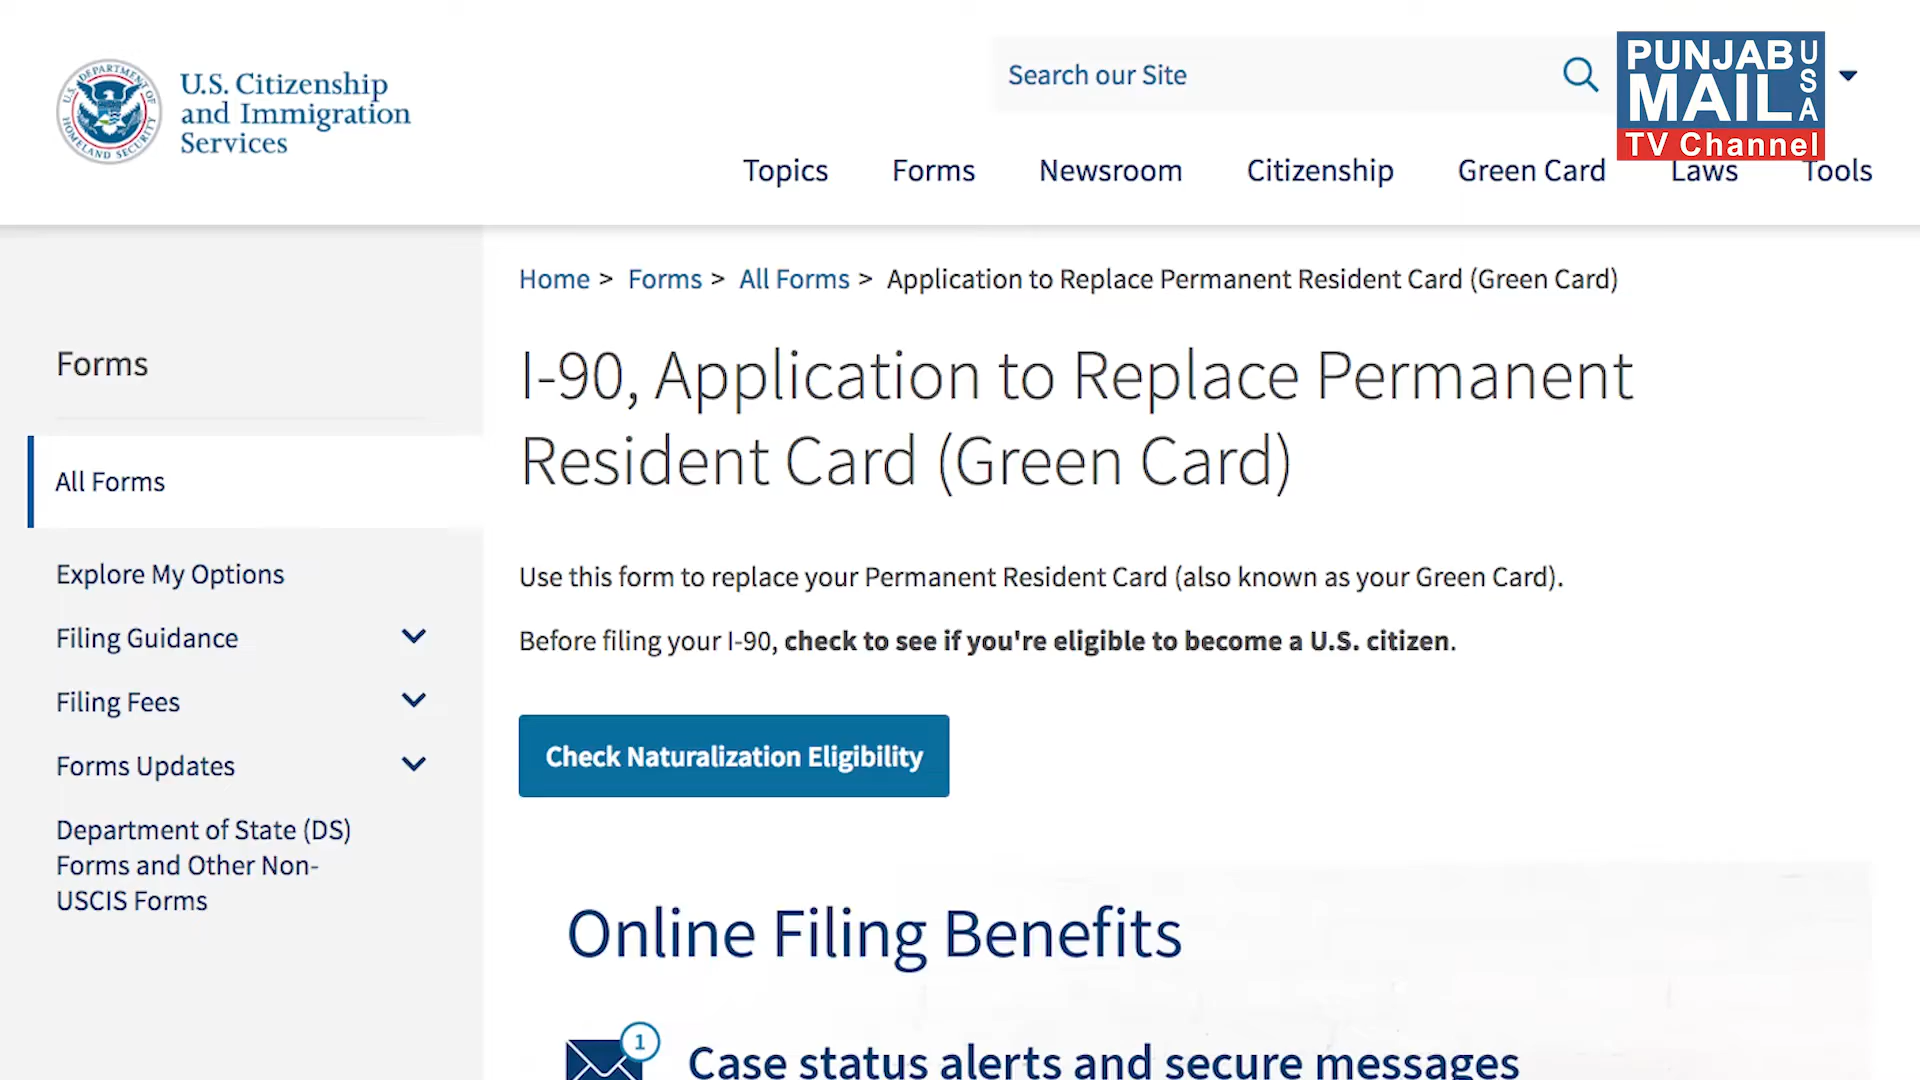 U.S. DEPARTMENT OF HOMELAND SECURITY
U.S. Citizenship
and Immigration
Services
Search our Site
PUNJAB USA
MAIL
TV Channel
Topics
Forms
Newsroom
Citizenship
Green Card
Laws
Tools
Home > Forms > All Forms > Application to Replace Permanent Resident Card (Green Card)
Forms
All Forms
Explore My Options
Filing Guidance
Filing Fees
Forms Updates
Department of State (DS)
Forms and Other Non-
USCIS Forms
I-90, Application to Replace Permanent
Resident Card (Green Card)
Use this form to replace your Permanent Resident Card (also known as your Green Card).
Before filing your I-90, check to see if you're eligible to become a U.S. citizen.
Check Naturalization Eligibility
Online Filing Benefits
1
Case status alerts and secure messages